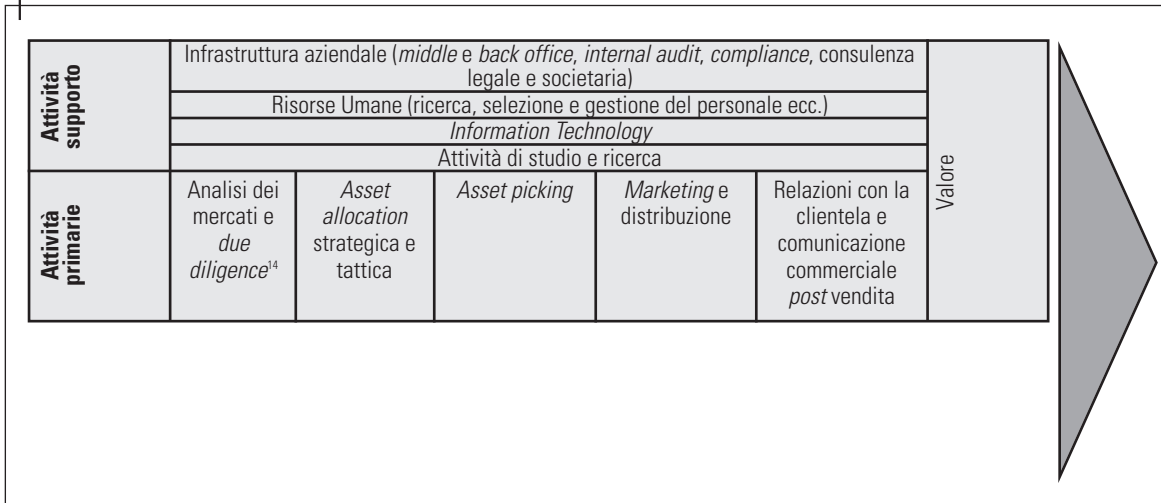 Attività
supporto
Infrastruttura aziendale (middle e back office, internal audit, compliance, consulenza
legale e societaria)
Risorse Umane (ricerca, selezione e gestione del personale ecc.)
Information Technology
Attività di studio e ricerca
Attività
primarie
Analisi dei
mercati e
due
diligence¹⁴
Asset
allocation
strategica e
tattica
Asset picking
Marketing e
distribuzione
Relazioni con la
clientela e
comunicazione
commerciale
post vendita
Valore